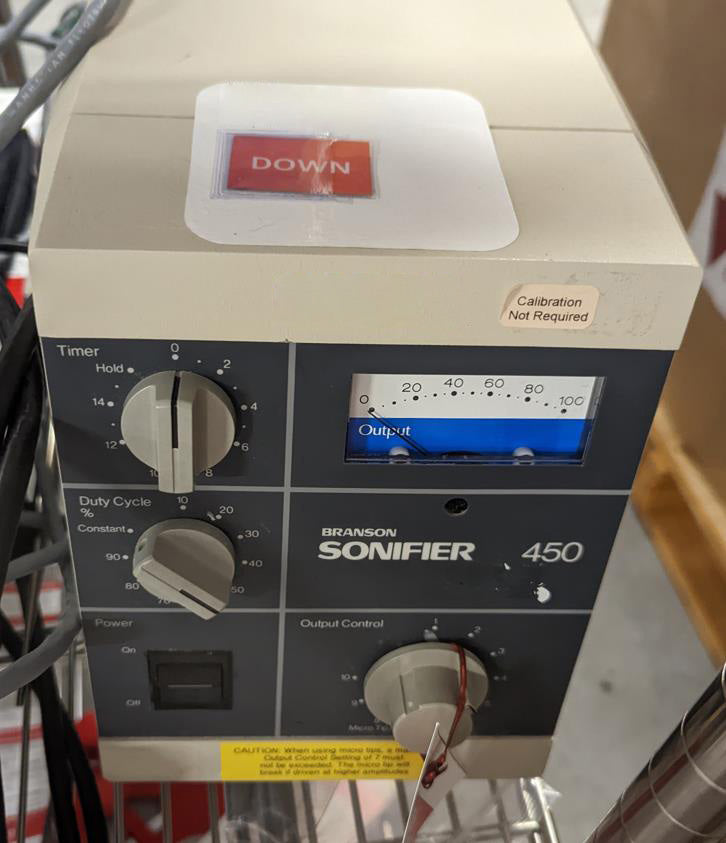 DOWN
Calibration
Not Required
Timer
0
2
4
6
8
10
12
14
Hold
0 20 40 60 80 100
Output
Duty Cycle
%
10
20
30
40
50
80
90
Constant
BRANSON
SONIFIER 450
Power
On
Off
Output Control
1
2
3
10
Micro Tip
CAUTION: When using micro tips, a
Output Control Setting of 7 must
not be exceeded. The micro tip will
break if driven at higher amplitudes